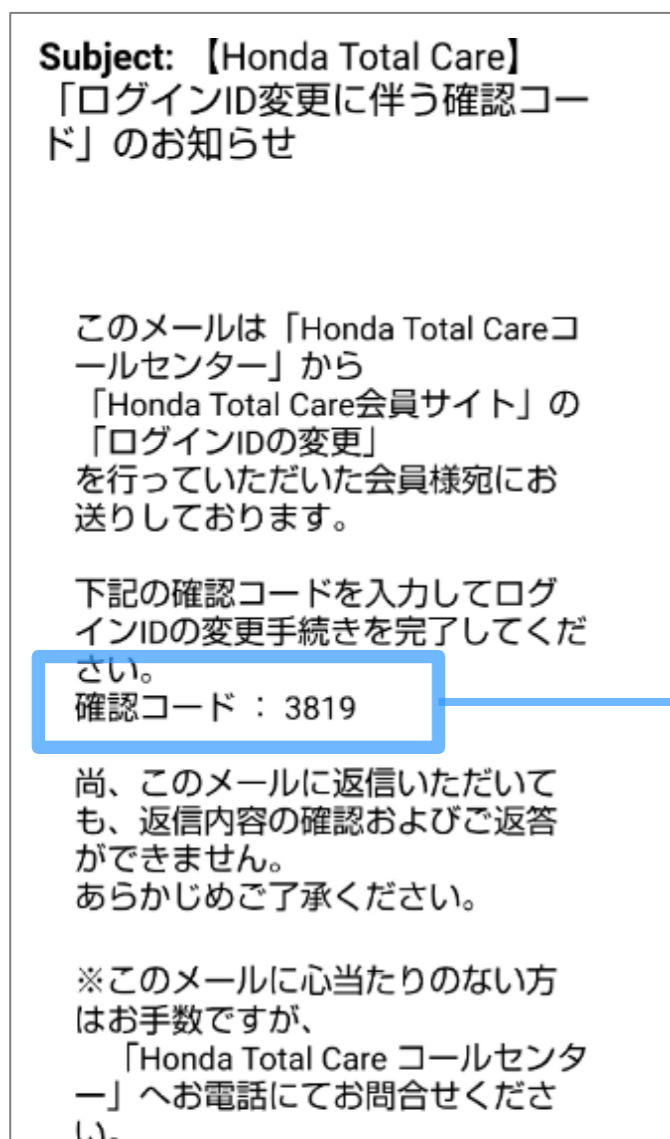 Subject: 【Honda Total Care】
「ログインID変更に伴う確認コー
ド」のお知らせ
このメールは「Honda Total Careコ
ールセンター」から
「Honda Total Care会員サイト」の
「ログインIDの変更」
を行っていただいた会員様宛にお
送りしております。
下記の確認コードを入力してログ
インIDの変更手続きを完了してくだ
さい。
確認コード : 3819
尚、このメールに返信いただいて
も、返信内容の確認およびご返答
ができません。
あらかじめご了承ください。
※このメールに心当たりのない方
はお手数ですが、
「Honda Total Care コールセンタ
ー」へお電話にてお問合せくださ
い。